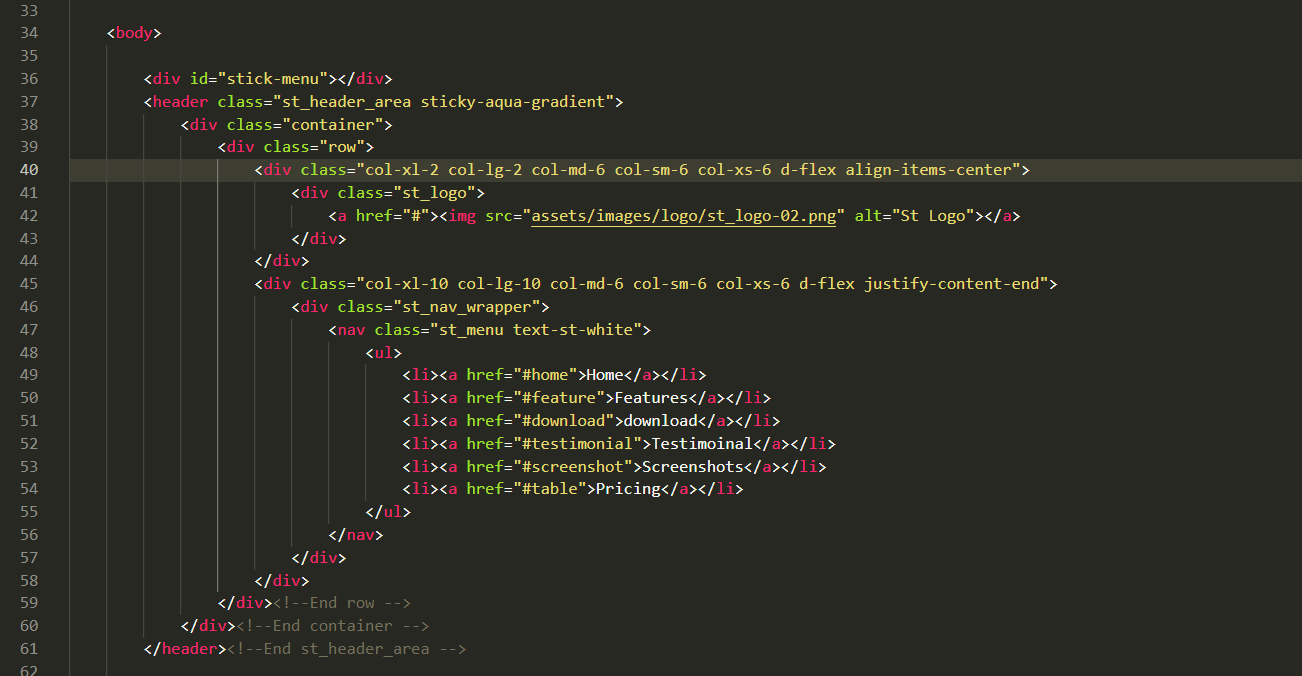 33
34 <body>
35
36 <div id="stick-menu"></div>
37 <header class="st_header_area sticky-aqua-gradient">
38 <div class="container">
39 <div class="row">
40 <div class="col-xl-2 col-lg-2 col-md-6 col-sm-6 col-xs-6 d-flex align-items-center">
41 <div class="st_logo">
42 <a href="#"><img src="assets/images/logo/st_logo-02.png" alt="St Logo"></a>
43 </div>
44 </div>
45 <div class="col-xl-10 col-lg-10 col-md-6 col-sm-6 col-xs-6 d-flex justify-content-end">
46 <div class="st_nav_wrapper">
47 <nav class="st_menu text-st-white">
48 <ul>
49 <li><a href="#home">Home</a></li>
50 <li><a href="#feature">Features</a></li>
51 <li><a href="#download">download</a></li>
52 <li><a href="#testimonial">Testimoinal</a></li>
53 <li><a href="#screenshot">Screenshots</a></li>
54 <li><a href="#table">Pricing</a></li>
55 </ul>
56 </nav>
57 </div>
58 </div>
59 </div><!--End row -->
60 </div><!--End container -->
61 </header><!--End st_header_area -->
62